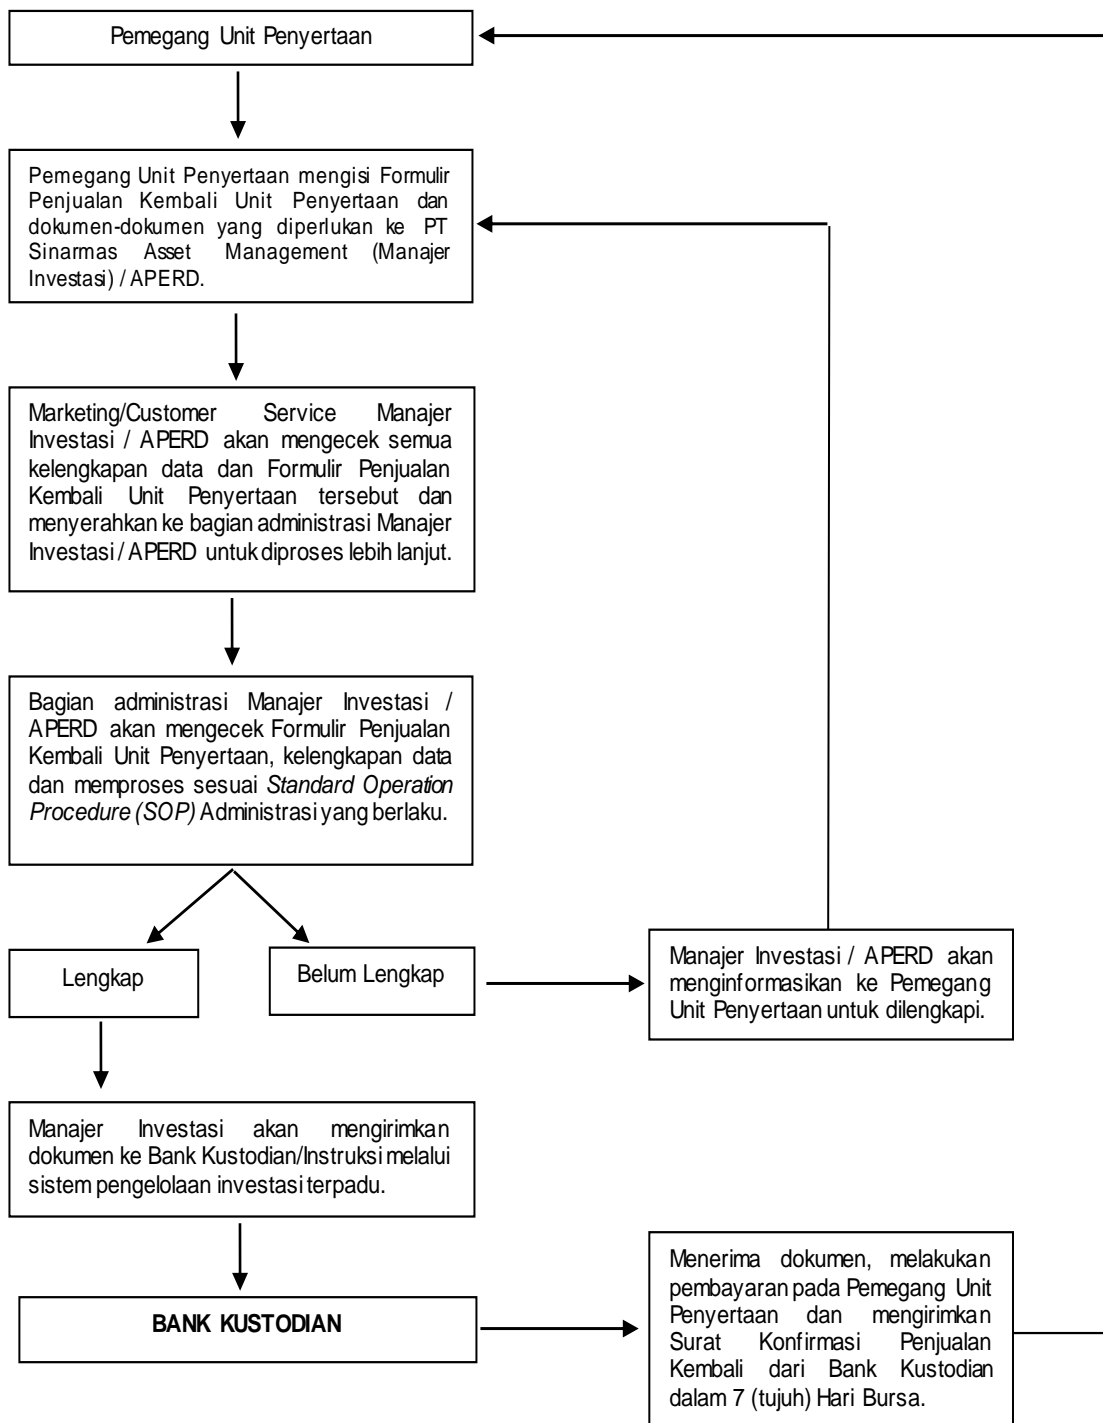 Pemegang Unit Penyertaan
Pemegang Unit Penyertaan mengisi Formulir
Penjualan Kembali Unit Penyertaan dan
dokumen-dokumen yang diperlukan ke PT
Sinarmas Asset Management (Manajer
Investasi) / APERD.
Marketing/Customer Service Manajer
Investasi / APERD akan mengecek semua
kelengkapan data dan Formulir Penjualan
Kembali Unit Penyertaan tersebut dan
menyerahkan ke bagian administrasi Manajer
Investasi / APERD untuk diproses lebih lanjut.
Bagian administrasi Manajer Investasi /
APERD akan mengecek Formulir Penjualan
Kembali Unit Penyertaan, kelengkapan data
dan memproses sesuai Standard Operation
Procedure (SOP) Administrasi yang berlaku.
Lengkap
Belum Lengkap
Manajer Investasi / APERD akan
menginformasikan ke Pemegang
Unit Penyertaan untuk dilengkapi.
Manajer Investasi akan mengirimkan
dokumen ke Bank Kustodian/Instruksi melalui
sistem pengelolaan investasi terpadu.
BANK KUSTODIAN
Menerima dokumen, melakukan
pembayaran pada Pemegang Unit
Penyertaan dan mengirimkan
Surat Konfirmasi Penjualan
Kembali dari Bank Kustodian
dalam 7 (tujuh) Hari Bursa.